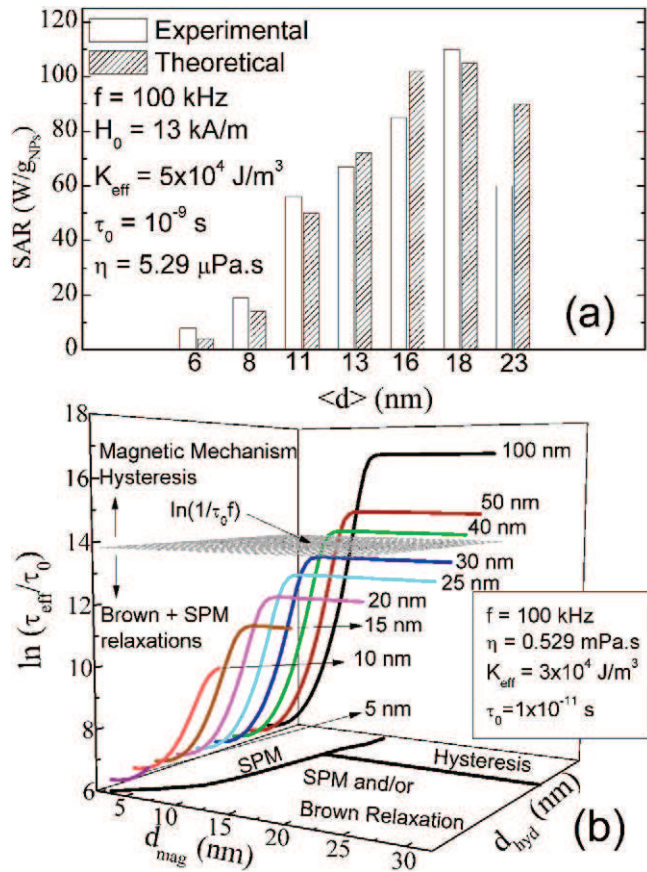 120
100
80
60
40
20
0
SAR (W/gNPs)
Experimental
Theoretical
f = 100 kHz
H0 = 13 kA/m
Keff = 5x10^4 J/m^3
τ0 = 10^-9 s
η = 5.29 μPa.s
(a)
6 8 11 13 16 18 23
<d> (nm)
18
16
14
12
10
8
6
ln (τeff/τ0)
Magnetic Mechanism
Hysteresis
ln(1/τ0f)
Brown + SPM
relaxations
100 nm
50 nm
40 nm
30 nm
25 nm
20 nm
15 nm
10 nm
5 nm
f = 100 kHz
η = 0.529 mPa.s
Keff = 3x10^4 J/m^3
τ0=1x10^-11 s
SPM
Hysteresis
SPM and/or
Brown Relaxation
5 10 15 20 25 30
dmag (nm)
dhyd (nm)
(b)